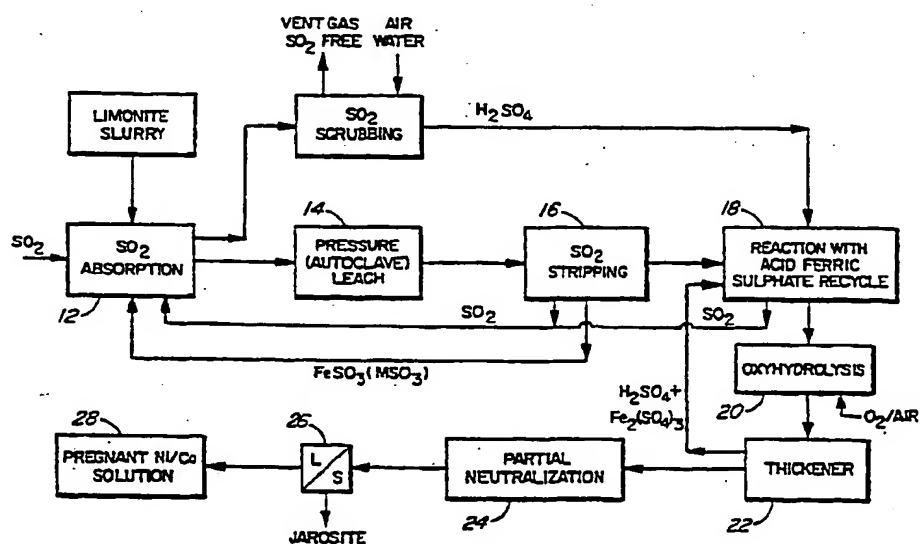 VENT GAS
SO2 FREE
AIR
WATER
LIMONITE
SLURRY
SO2
SCRUBBING
H2SO4
SO2
SO2
ABSORPTION
12
14
PRESSURE
(AUTOCLAVE)
LEACH
16
SO2
STRIPPING
18
REACTION WITH
ACID FERRIC
SULPHATE RECYCLE
SO2
SO2
FeSO3(MSO3)
H2SO4+
Fe2(SO4)3
OXYHYDROLYSIS
20
O2/AIR
28
PREGNANT Ni/Co
SOLUTION
26
L/S
JAROSITE
PARTIAL
NEUTRALIZATION
24
THICKENER
22